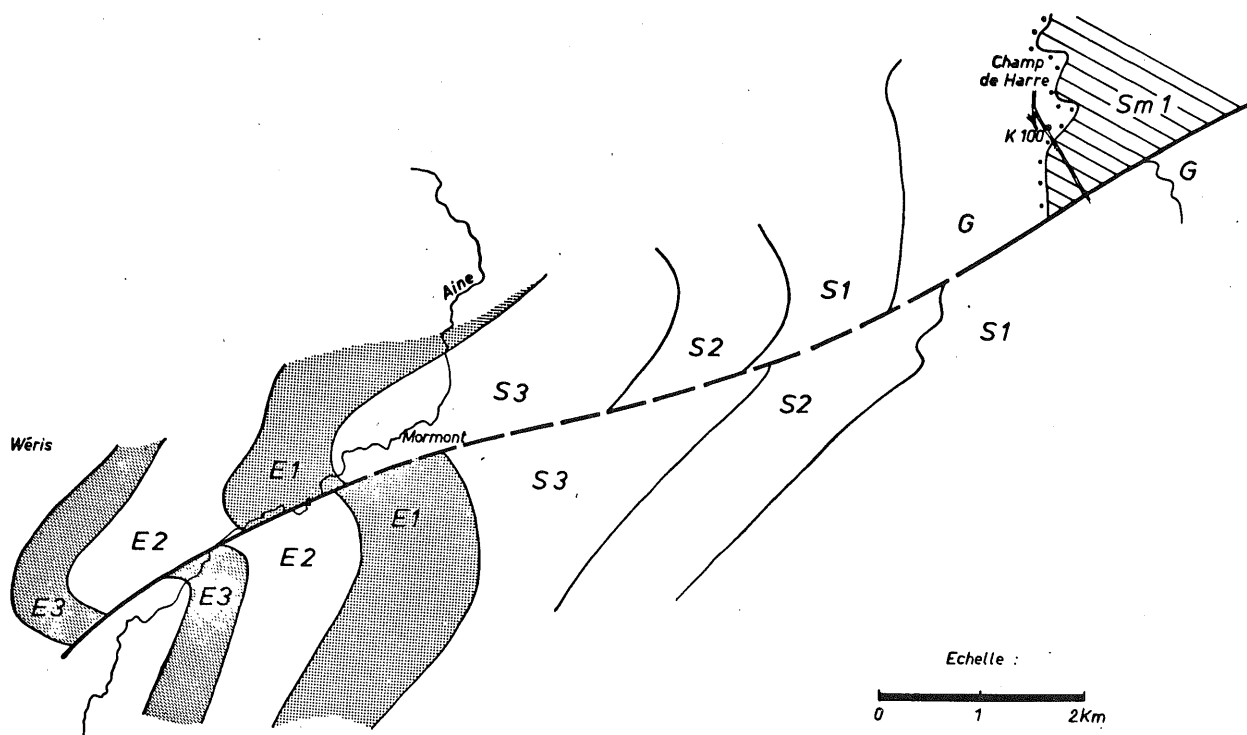 Champ
de Harre
Sm 1
K 100
G
G
Aine
S1
S1
S2
S2
S3
Mormont
S3
Wéris
E1
E1
E2
E2
E3
E3
Echelle :
0 1 2Km